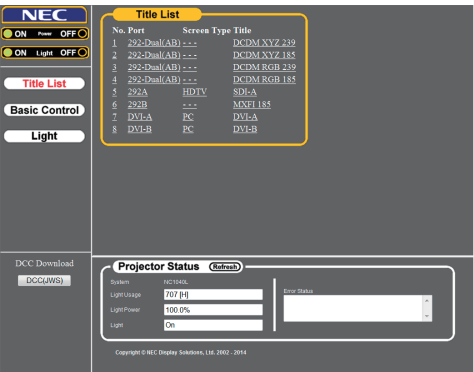 NEC
ON Power OFF
ON Light OFF
Title List
Basic Control
Light
DCC Download
DCC(JWS)
Title List
No. Port Screen Type Title
1 292-Dual(AB) - - - DCDM XYZ 239
2 292-Dual(AB) - - - DCDM XYZ 185
3 292-Dual(AB) - - - DCDM RGB 239
4 292-Dual(AB) - - - DCDM RGB 185
5 292A HDTV SDI-A
6 292B - - - MXFI 185
7 DVI-A PC DVI-A
8 DVI-B PC DVI-B
Projector Status Refresh
System NC1040L
Light Usage 707 [H]
Light Power 100.0%
Light On
Error Status
Copyright © NEC Display Solutions, Ltd. 2002 - 2014